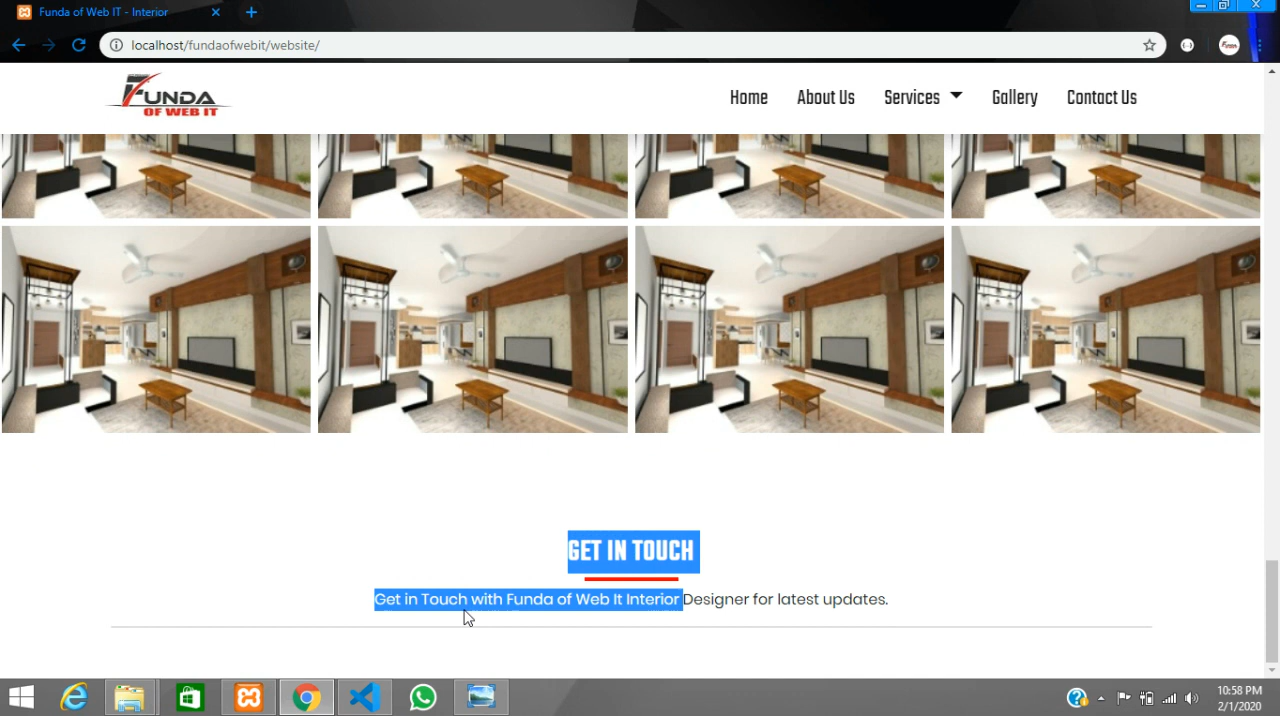 Funda of Web IT - Interior
localhost/fundaofwebit/website/
FUNDA
OF WEB IT
Home
About Us
Services
Gallery
Contact Us
GET IN TOUCH
Get in Touch with Funda of Web It Interior Designer for latest updates.
10:58 PM
2/1/2020